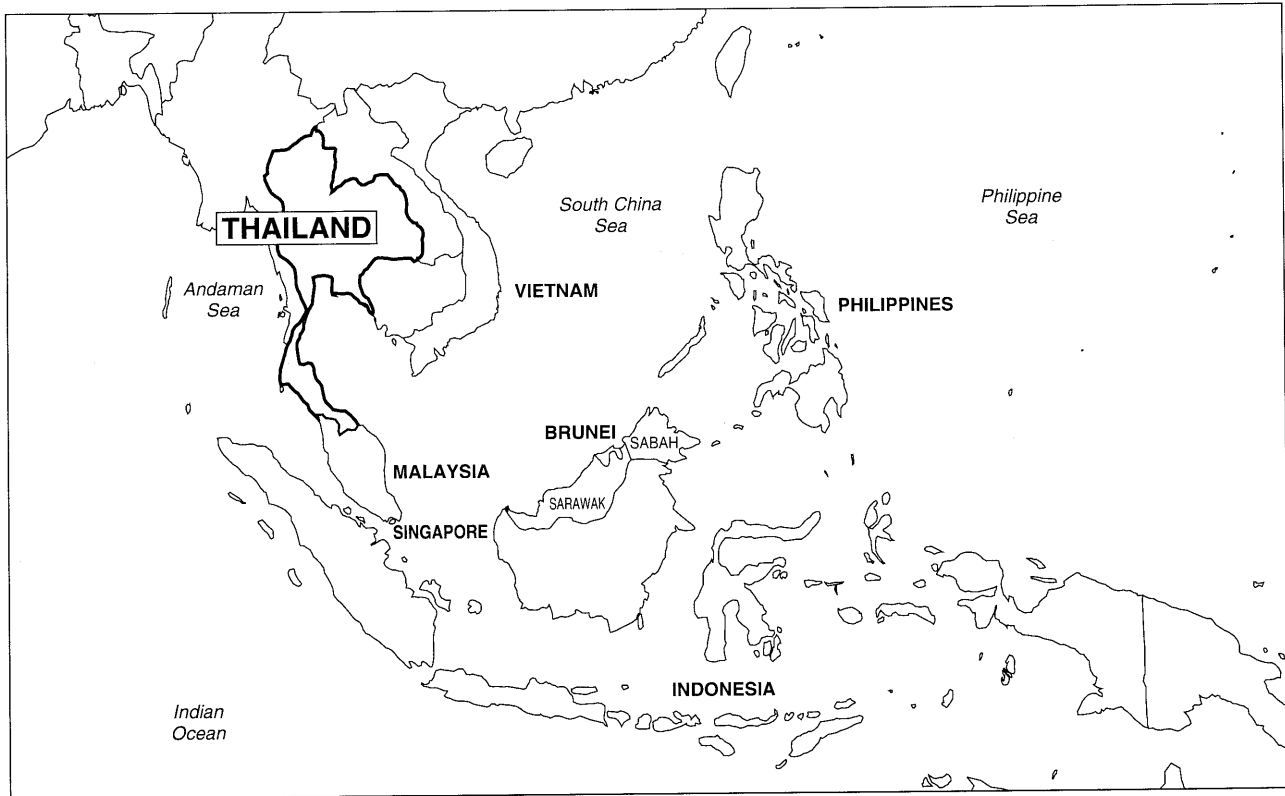 THAILAND
South China
Sea
Philippine
Sea
Andaman
Sea
VIETNAM
PHILIPPINES
BRUNEI
SABAH
MALAYSIA
SARAWAK
SINGAPORE
INDONESIA
Indian
Ocean